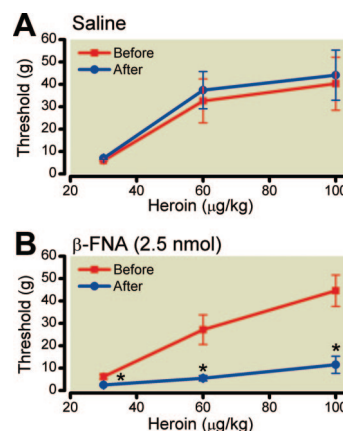 A
Saline
Before
After
Threshold (g)
60
50
40
30
20
10
0
20
40
60
80
100
Heroin (μg/kg)
B
β-FNA (2.5 nmol)
Before
After
Threshold (g)
60
50
40
30
20
10
0
*
*
*
20
40
60
80
100
Heroin (μg/kg)